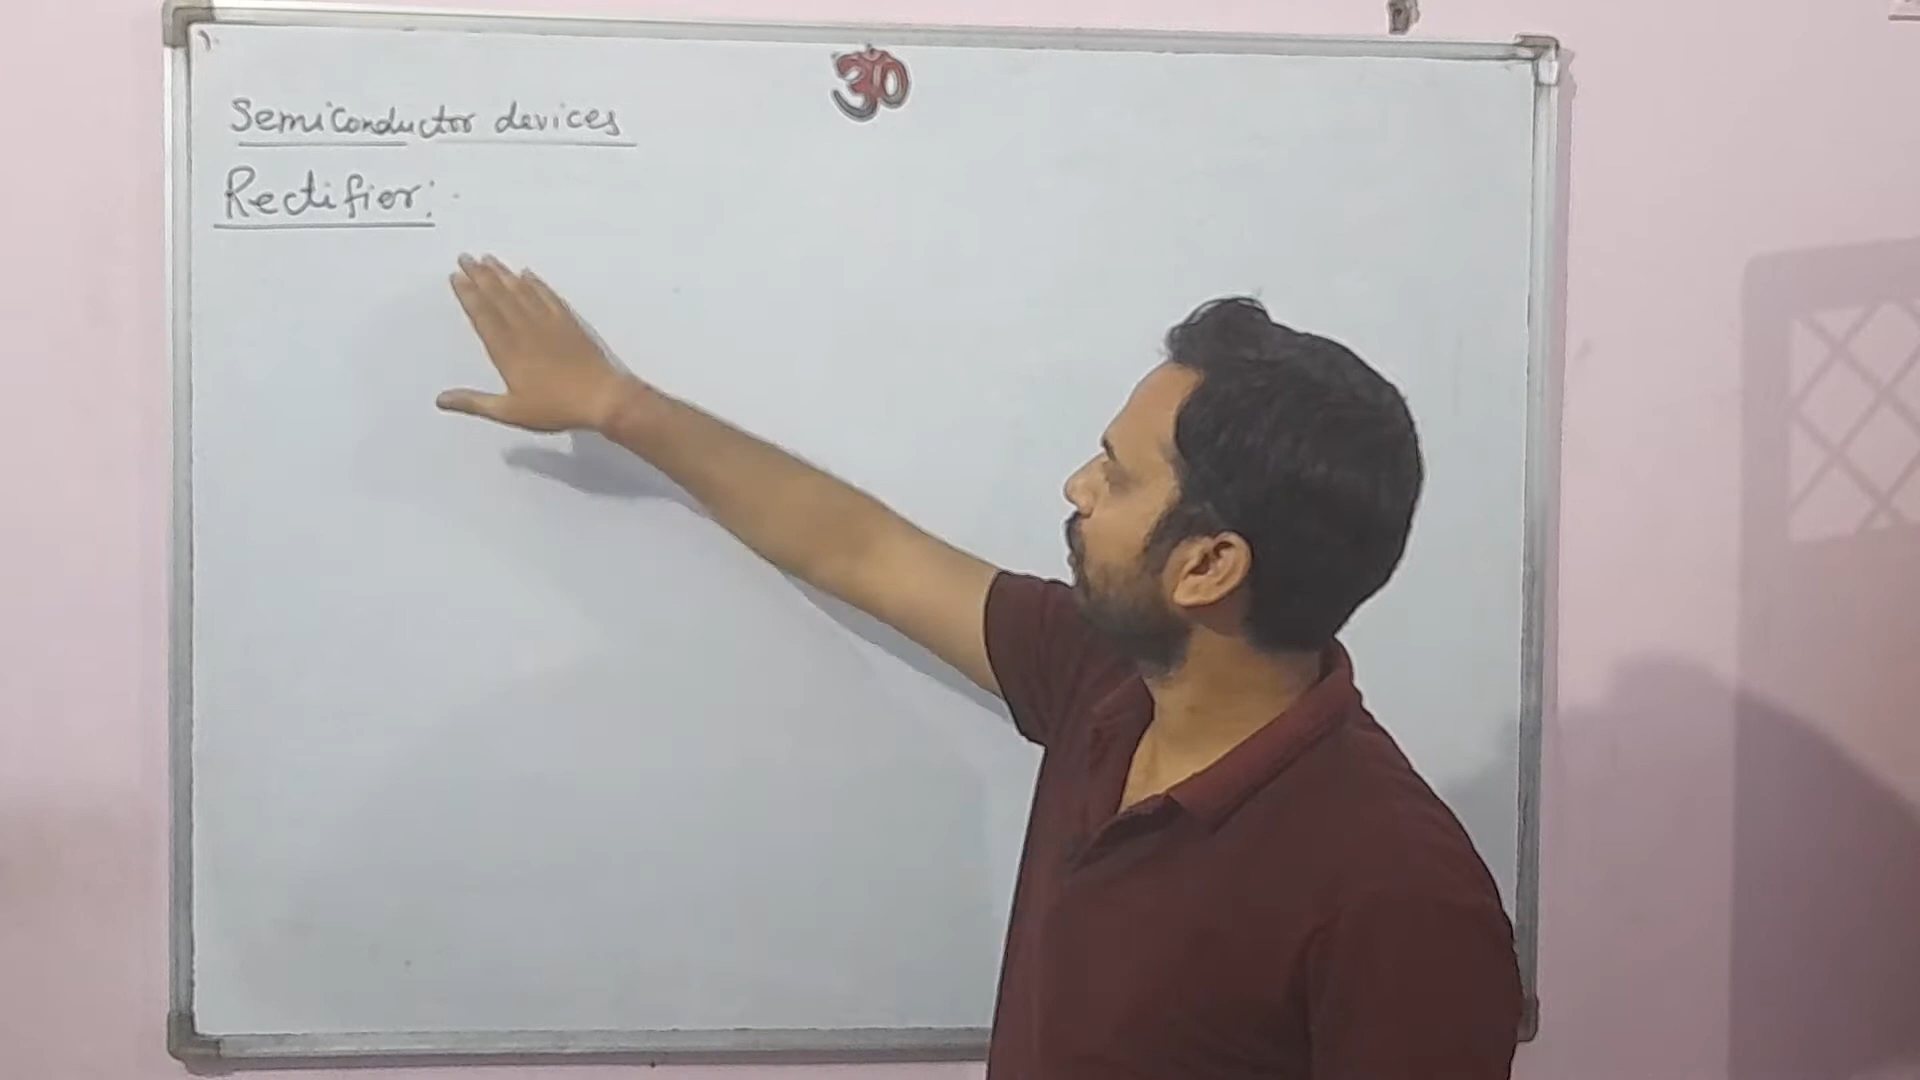 ॐ
Semiconductor devices
Rectifier:-